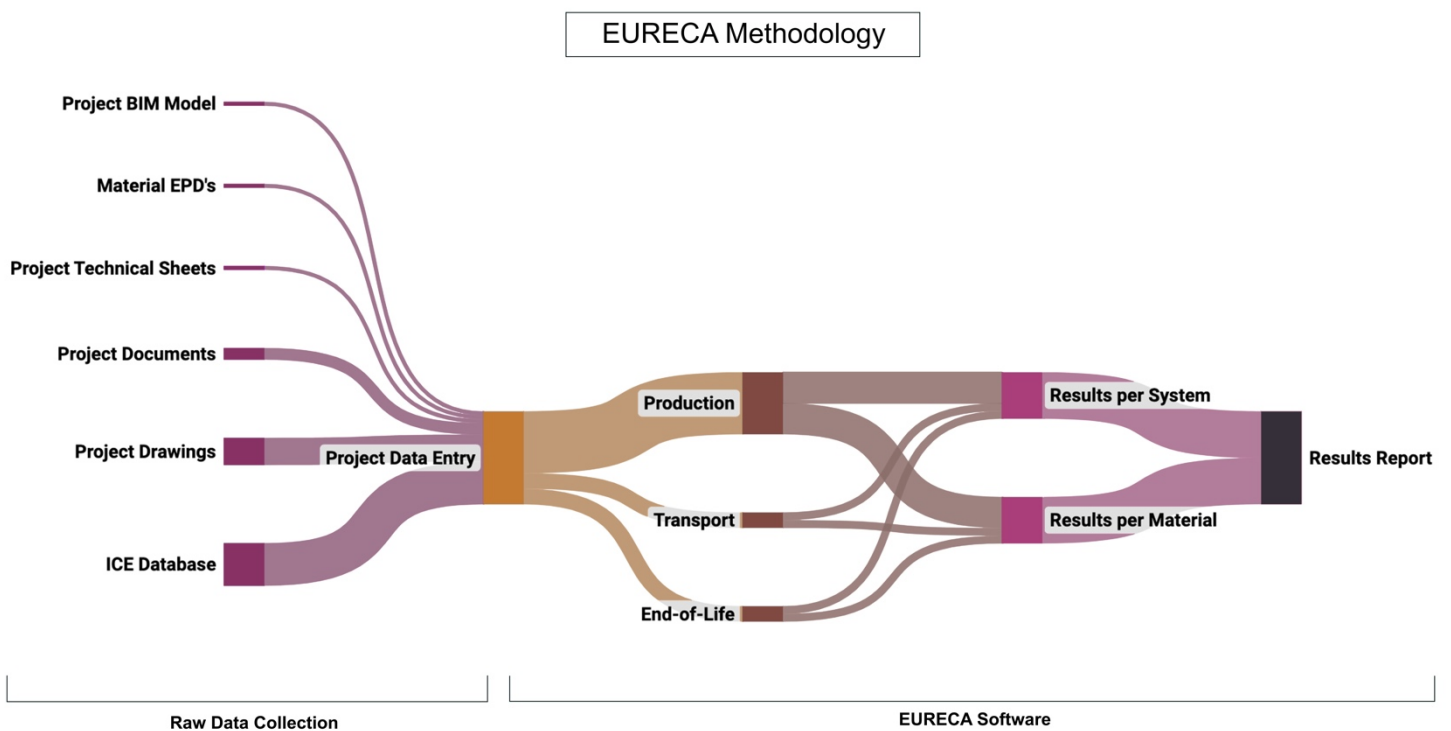 EURECA Methodology
Project BIM Model
Material EPD's
Project Technical Sheets
Project Documents
Project Drawings
ICE Database
Project Data Entry
Production
Transport
End-of-Life
Results per System
Results per Material
Results Report
Raw Data Collection
EURECA Software